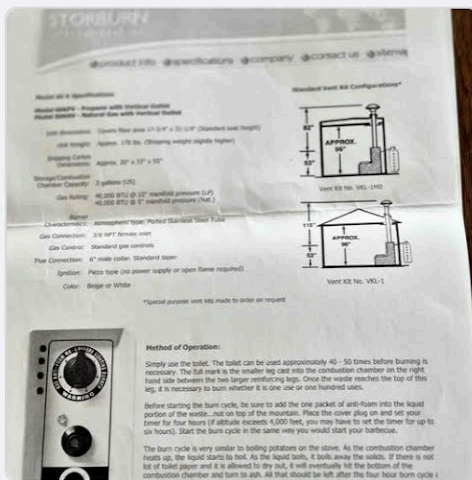 STORBURN
product info specifications company contact us sitemap
Model 60 K Specifications
Standard Vent Kit Configurations*
Model 60KPV - Propane with Vertical Outlet
Natural Gas with Vertical Outlet
Unit dimensions: Covers floor area (Standard seat height)
Unit Weight: Approx. 170 lbs. (Shipping weight slightly higher)
Shipping Carton
Dimensions: Approx.
Storage/Combustion
Chamber Capacity: 3 gallons (US)
Gas Rating: 40,000 BTU @ 10" manifold pressure (LP)
40,000 BTU @ 5" manifold pressure (Nat.)
Burner
Characteristics: Atmospheric type, Ported Stainless Steel Tube
Gas Connection: 3/8 NPT female inlet
Gas Control: Standard gas controls
Flue Connection: 6" male collar. Standard taper
Ignition: Piezo type (no power supply or open flame required)
Color: Beige or White
APPROX.
96"
53"
Vent Kit No. VKL-1HD
APPROX.
96"
Vent Kit No. VKL-1
*Special purpose vent kits made to order on request
WARNING
Method of Operation:
Simply use the toilet. The toilet can be used approximately 40 - 50 times before burning is
necessary. The full mark is the smaller leg cast into the combustion chamber on the right
hand side between the two larger reinforcing legs. Once the waste reaches the top of this
leg, it is necessary to burn whether it is one use or one hundred uses.
Before starting the burn cycle, be sure to add the one packet of anti-foam into the liquid
portion of the waste...not on top of the mountain. Place the cover plug on and set your
timer for four hours (if altitude exceeds 4,000 feet, you may have to set the timer for up to
six hours). Start the burn cycle in the same way you would start your barbecue.
The burn cycle is very similar to boiling potatoes on the stove. As the combustion chamber
heats up, the liquid starts to boil. As the liquid boils, it boils away the solids. If there is not
lot of toilet paper and it is allowed to dry out, it will eventually hit the bottom of the
combustion chamber and turn to ash. All that should be left after the four hour burn cycle i